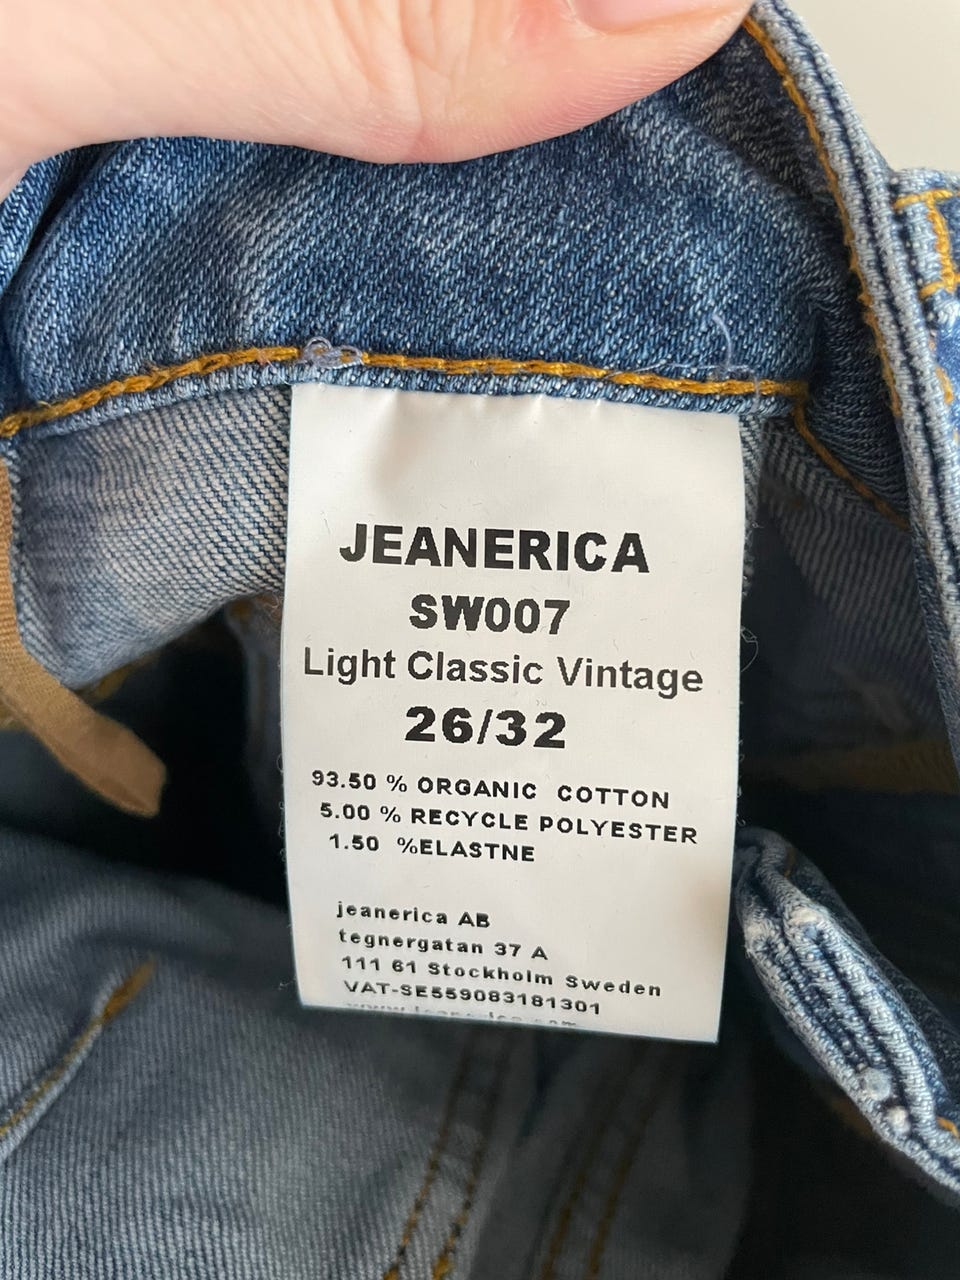 JEANERICA
SW007
Light Classic Vintage
26/32
93.50 % ORGANIC COTTON
5.00 % RECYCLE POLYESTER
1.50 %ELASTNE
jeanerica AB
tegnergatan 37 A
111 61 Stockholm Sweden
VAT-SE559083181301